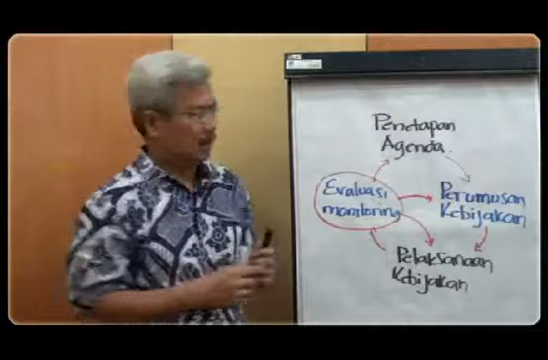 Penetapan
Agenda
Evaluasi
monitoring
Perumusan
Kebijakan
Pelaksanaan
Kebijakan